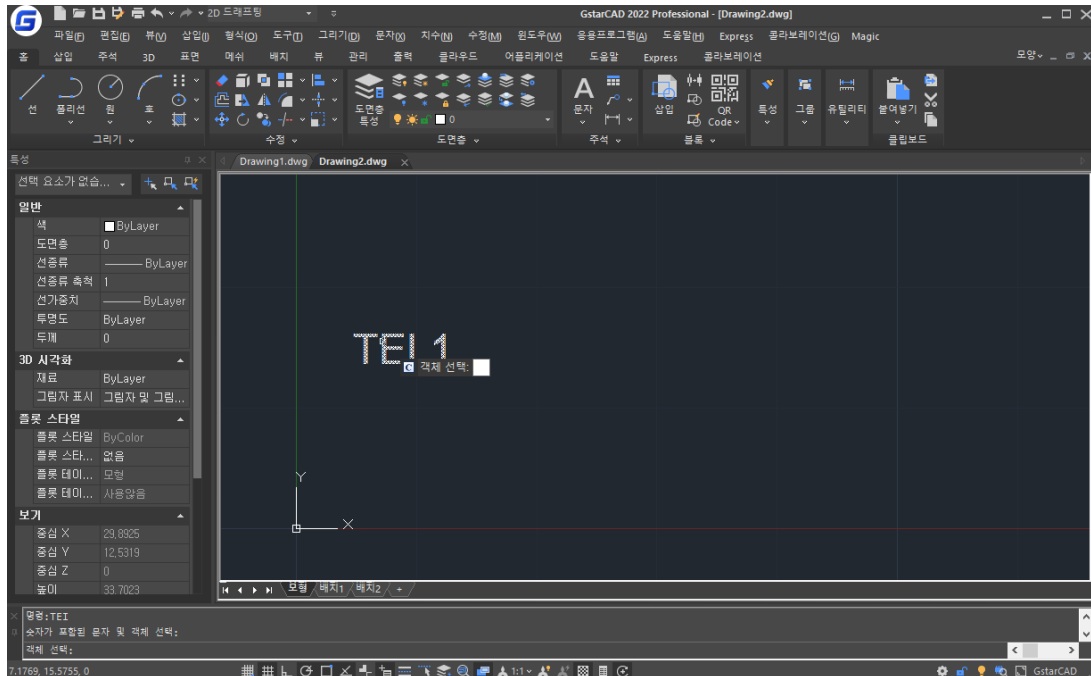 2D 드래프팅
GstarCAD 2022 Professional - [Drawing2.dwg]
파일(F) 편집(E) 뷰(V) 삽입(I) 형식(O) 도구(T) 그리기(D) 문자(X) 치수(N) 수정(M) 윈도우(W) 응용프로그램(A) 도움말(H) Express 콜라보레이션(G) Magic
홈 삽입 주석 3D 표면 메쉬 배치 뷰 관리 출력 클라우드 어플리케이션 도움말 Express 콜라보레이션 모양
선 폴리선 원 호
도면층 특성 0
문자 삽입 QR Code 특성 그룹 유틸리티 붙여넣기
그리기 수정 도면층 주석 블록 클립보드
특성
Drawing1.dwg Drawing2.dwg
선택 요소가 없습...
일반
색 ByLayer
도면층 0
선종류 ByLayer
선종류 축척 1
선가중치 ByLayer
투명도 ByLayer
두께 0
3D 시각화
재료 ByLayer
그림자 표시 그림자 및 그림...
플롯 스타일
플롯 스타일 ByColor
플롯 스타... 없음
플롯 테이... 모형
플롯 테이... 사용않음
보기
중심 X 29,8925
중심 Y 12,5319
중심 Z 0
높이 33,7023
TEI 1
객체 선택:
Y
X
모형 배치1 배치2 +
명령:TEI
숫자가 포함된 문자 및 객체 선택:
객체 선택:
7.1769, 15.5755, 0
1:1
GstarCAD